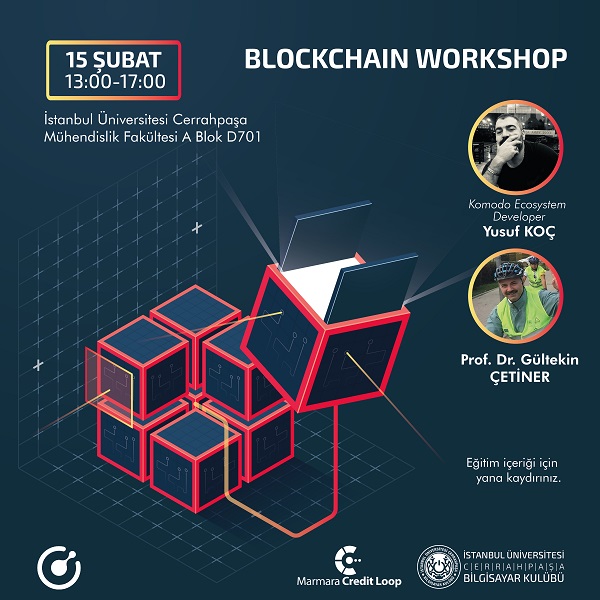 15 ŞUBAT
13:00-17:00
BLOCKCHAIN WORKSHOP
İstanbul Üniversitesi Cerrahpaşa
Mühendislik Fakültesi A Blok D701
Komodo Ecosystem
Developer
Yusuf KOÇ
Prof. Dr. Gültekin
ÇETİNER
Eğitim içeriği için
yana kaydırınız.
Marmara Credit Loop
İSTANBUL ÜNİVERSİTESİ
CERRAHPAŞA
BİLGİSAYAR KULÜBÜ